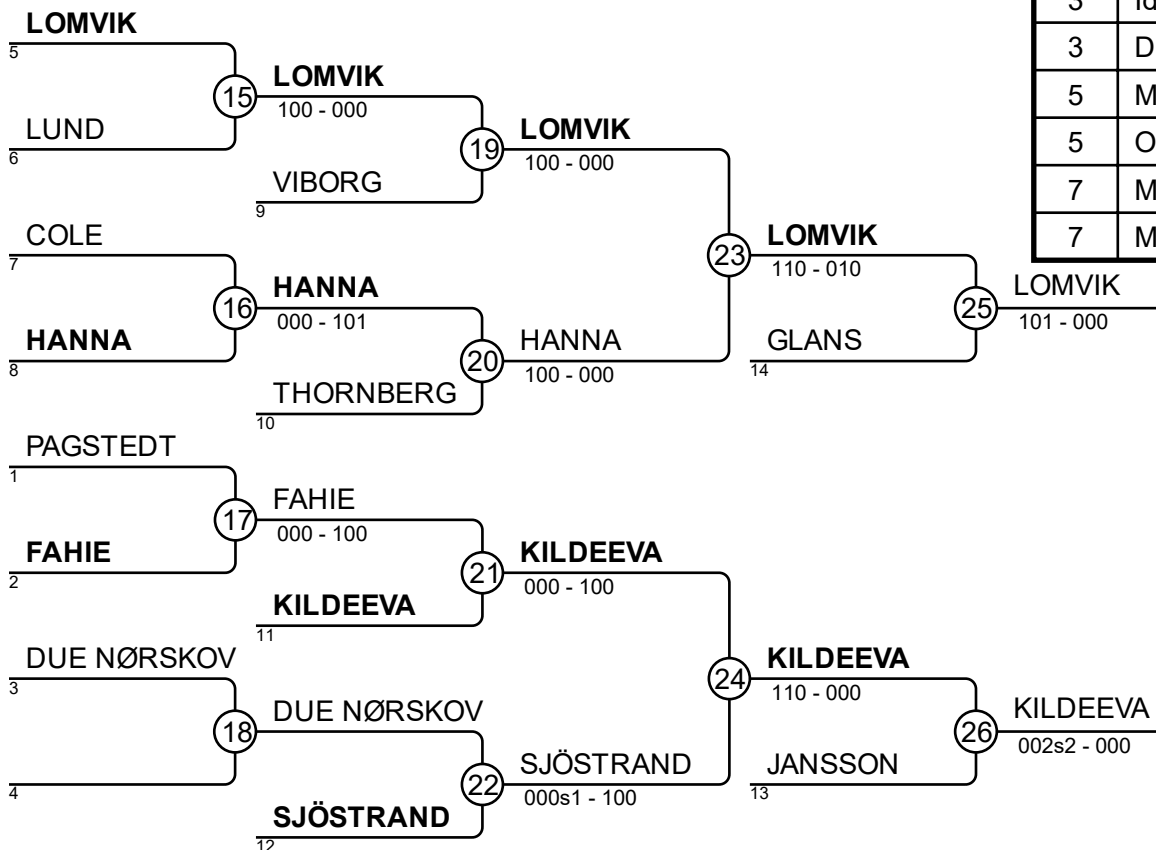 LOMVIK
5
15
LOMVIK
100 - 000
LUND
6
19
LOMVIK
100 - 000
VIBORG
9
COLE
7
23
LOMVIK
110 - 010
16
HANNA
000 - 101
25
LOMVIK
101 - 000
HANNA
8
20
HANNA
100 - 000
GLANS
14
THORNBERG
10
PAGSTEDT
1
17
FAHIE
000 - 100
FAHIE
2
21
KILDEEVA
000 - 100
KILDEEVA
11
DUE NØRSKOV
3
24
KILDEEVA
110 - 000
18
DUE NØRSKOV
26
KILDEEVA
002s2 - 000
4
22
SJÖSTRAND
000s1 - 100
JANSSON
13
SJÖSTRAND
12
3 D
5 M
5 O
7 M
7 M